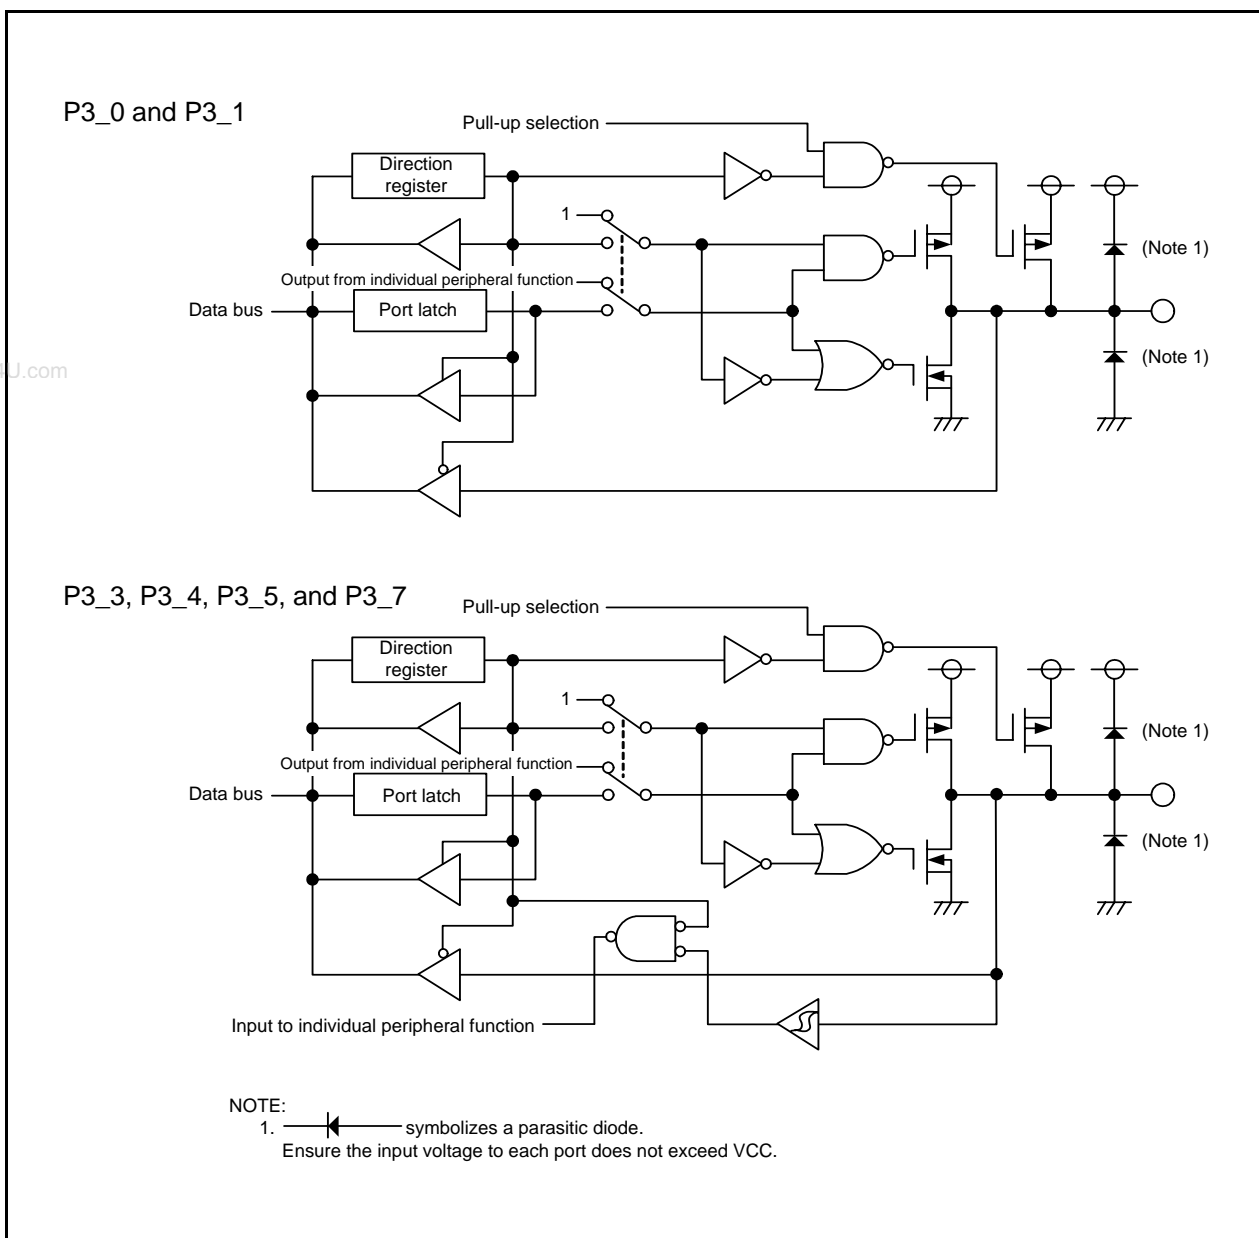 P3_0 and P3_1
Pull-up selection
Direction
register
1
(Note 1)
Output from individual peripheral function
Data bus
Port latch
(Note 1)
U.com
P3_3, P3_4, P3_5, and P3_7
Pull-up selection
Direction
register
1
(Note 1)
Output from individual peripheral function
Data bus
Port latch
(Note 1)
Input to individual peripheral function
NOTE:
1. symbolizes a parasitic diode.
Ensure the input voltage to each port does not exceed VCC.